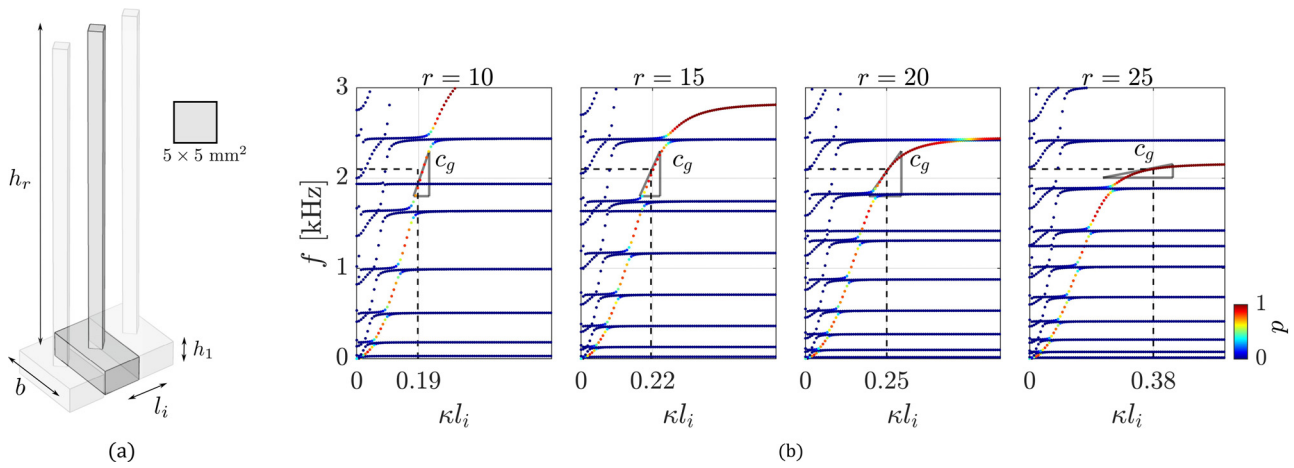 (a)
h_r
5 × 5 mm²
b
l_i
h_1
r = 10
r = 15
r = 20
r = 25
f [kHz]
3
2
1
0
c_g
c_g
c_g
c_g
0
0.19
0
0.22
0
0.25
0
0.38
κl_i
κl_i
κl_i
κl_i
1
0
p
(a)
(b)